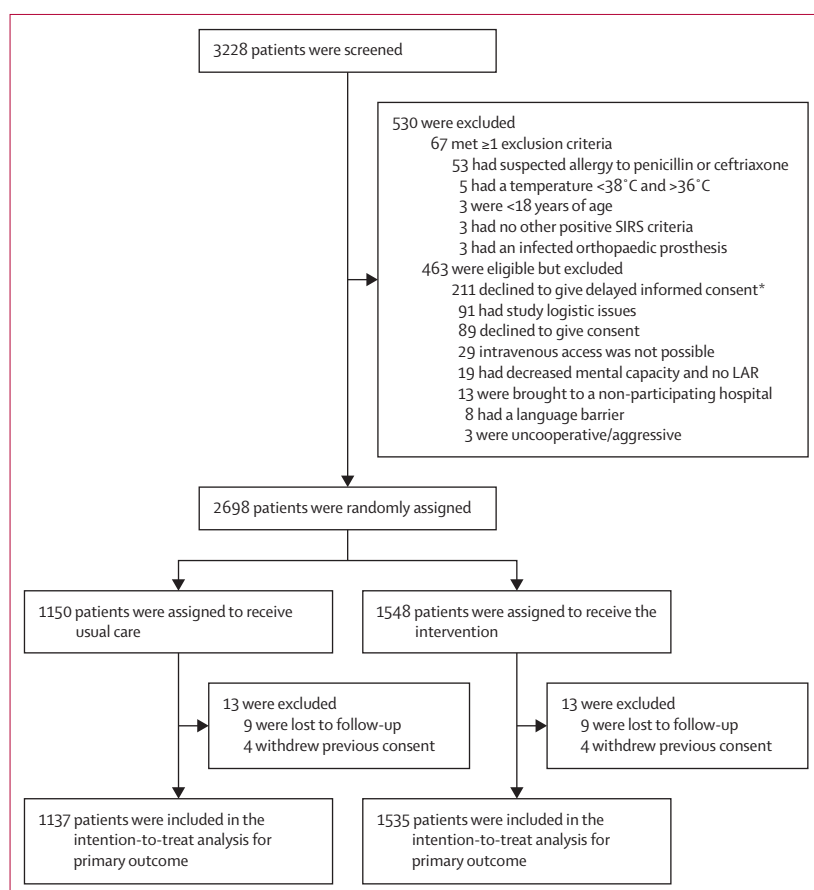 3228 patients were screened
530 were excluded
67 met ≥1 exclusion criteria
53 had suspected allergy to penicillin or ceftriaxone
5 had a temperature <38˚C and >36˚C
3 were <18 years of age
3 had no other positive SIRS criteria
3 had an infected orthopaedic prosthesis
463 were eligible but excluded
211 declined to give delayed informed consent*
91 had study logistic issues
89 declined to give consent
29 intravenous access was not possible
19 had decreased mental capacity and no LAR
13 were brought to a non-participating hospital
8 had a language barrier
3 were uncooperative/aggressive
2698 patients were randomly assigned
1150 patients were assigned to receive
usual care
1548 patients were assigned to receive the
intervention
13 were excluded
9 were lost to follow-up
4 withdrew previous consent
13 were excluded
9 were lost to follow-up
4 withdrew previous consent
1137 patients were included in the
intention-to-treat analysis for
primary outcome
1535 patients were included in the
intention-to-treat analysis for
primary outcome